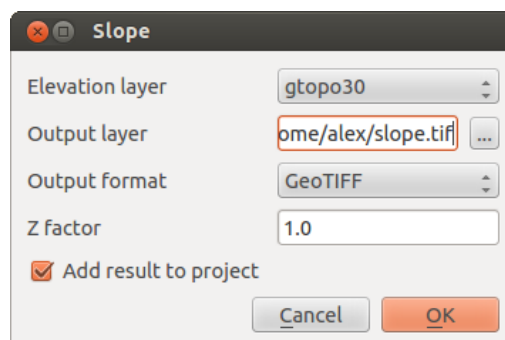 Slope
Elevation layer gtopo30
Output layer ome/alex/slope.tif ...
Output format GeoTIFF
Z factor 1.0
Add result to project
Cancel OK